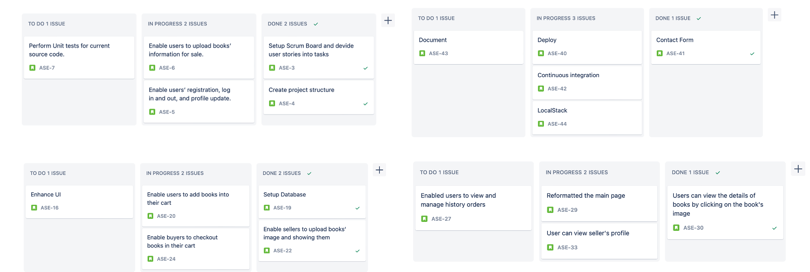 TO DO 1 ISSUE
Perform Unit tests for current
source code.
ASE-7
IN PROGRESS 2 ISSUES
Enable users to upload books'
information for sale.
ASE-6
Enable users' registration, log
in and out, and profile update.
ASE-5
DONE 2 ISSUES
Setup Scrum Board and devide
user stories into tasks
ASE-3
Create project structure
ASE-4
TO DO 1 ISSUE
Document
ASE-43
IN PROGRESS 3 ISSUES
Deploy
ASE-40
Continuous integration
ASE-42
LocalStack
ASE-44
DONE 1 ISSUE
Contact Form
ASE-41
TO DO 1 ISSUE
Enhance UI
ASE-16
IN PROGRESS 2 ISSUES
Enable users to add books into
their cart
ASE-20
Enable buyers to checkout
books in their cart
ASE-24
DONE 2 ISSUES
Setup Database
ASE-19
Enable sellers to upload books'
image and showing them
ASE-22
TO DO 1 ISSUE
Enabled users to view and
manage history orders
ASE-27
IN PROGRESS 2 ISSUES
Reformatted the main page
ASE-29
User can view seller's profile
ASE-33
DONE 1 ISSUE
Users can view the details of
books by clicking on the book's
image
ASE-30